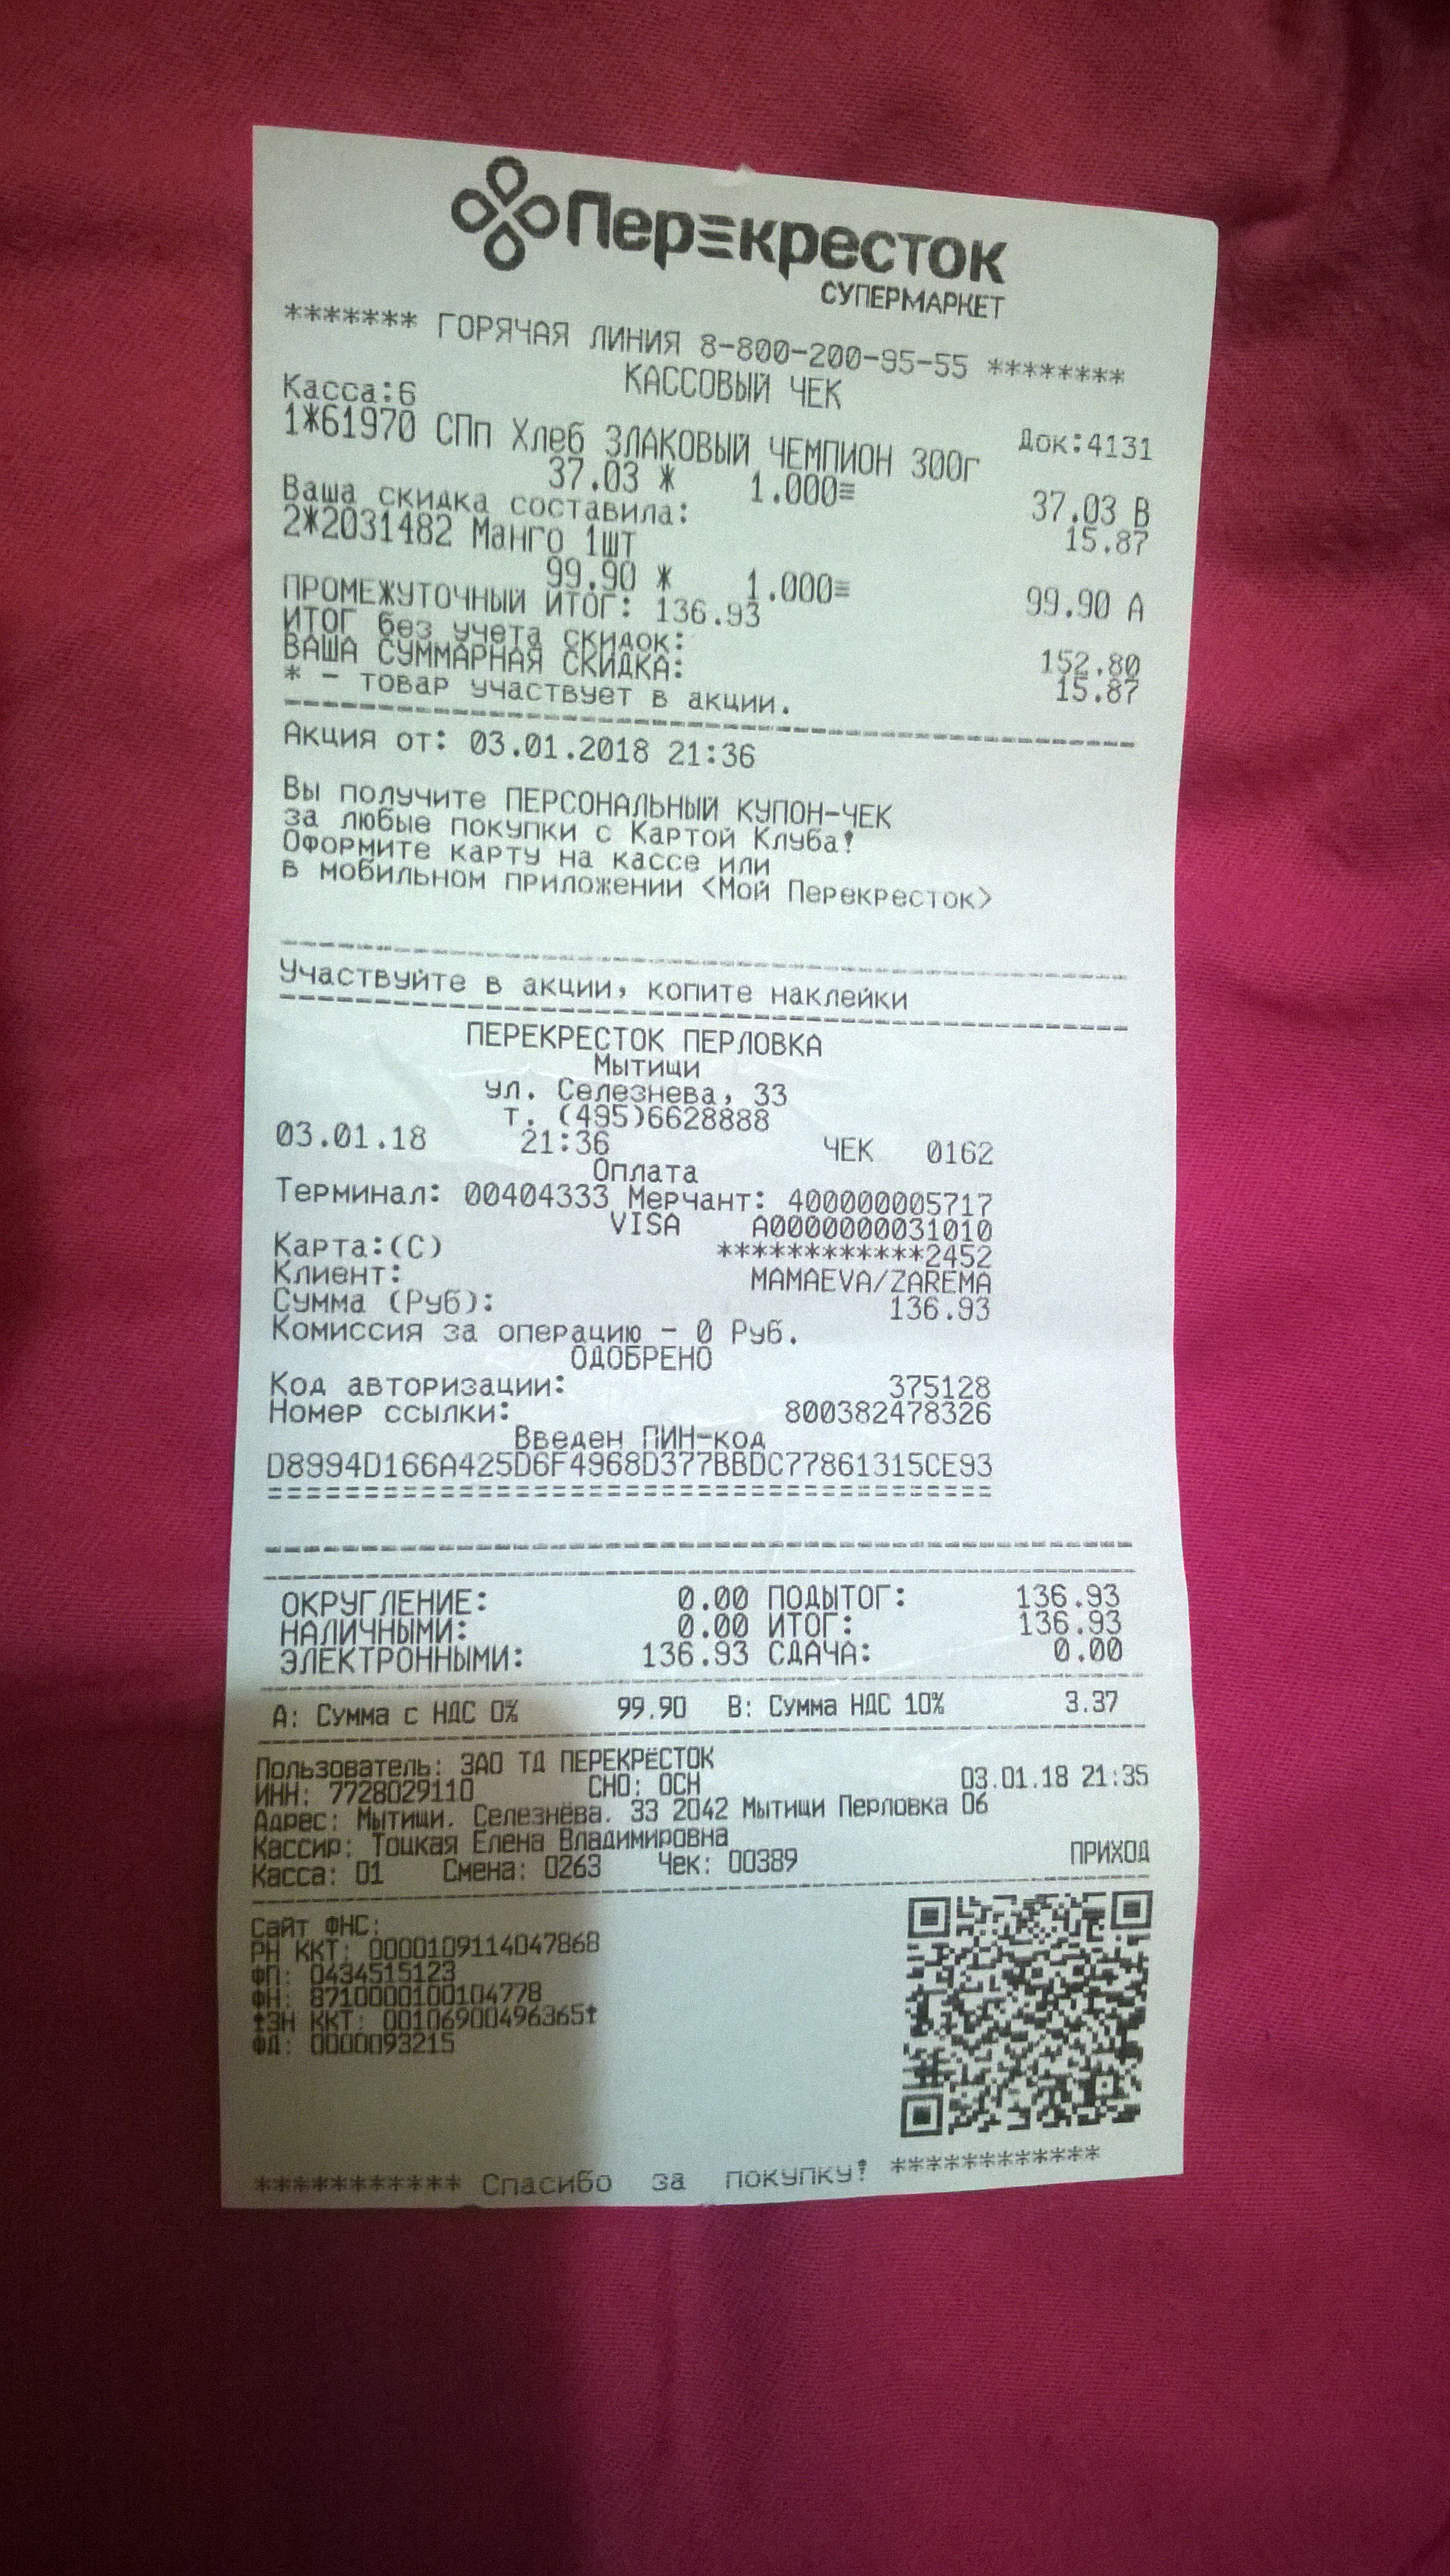 Перекресток
СУПЕРМАРКЕТ
******* ГОРЯЧАЯ ЛИНИЯ 8-800-200-95-55 ********
КАССОВЫЙ ЧЕК
Касса:6 Док:4131
1*61970 СПп Хлеб ЗЛАКОВЫЙ ЧЕМПИОН 300г
37.03 * 1.000= 37.03 В
Ваша скидка составила: 15.87
2*2031482 Манго 1шт
99.90 * 1.000= 99.90 А
ПРОМЕЖУТОЧНЫЙ ИТОГ: 136.93
ИТОГ без учета скидок: 152.80
ВАША СУММАРНАЯ СКИДКА: 15.87
* - товар участвует в акции.
Акция от: 03.01.2018 21:36
Вы получите ПЕРСОНАЛЬНЫЙ КУПОН-ЧЕК
за любые покупки с Картой Клуба!
Оформите карту на кассе или
в мобильном приложении <Мой Перекресток>
Участвуйте в акции, копите наклейки
ПЕРЕКРЕСТОК ПЕРЛОВКА
Мытищи
ул. Селезнева, 33
т. (495)6628888
03.01.18 21:36 ЧЕК 0162
Оплата
Терминал: 00404333 Мерчант: 400000005717
VISA A0000000031010
Карта:(C) ************2452
Клиент: MAMAEVA/ZAREMA
Сумма (Руб): 136.93
Комиссия за операцию - 0 Руб.
ОДОБРЕНО
Код авторизации: 375128
Номер ссылки: 800382478326
Введен ПИН-код
D8994D166A425D6F4968D377BBDC77861315CE93
======================================
ОКРУГЛЕНИЕ: 0.00 ПОДЫТОГ: 136.93
НАЛИЧНЫМИ: 0.00 ИТОГ: 136.93
ЭЛЕКТРОННЫМИ: 136.93 СДАЧА: 0.00
А: Сумма с НДС 0% 99.90 В: Сумма НДС 10% 3.37
Пользователь: ЗАО ТД ПЕРЕКРЁСТОК
ИНН: 7728029110 СНО: ОСН 03.01.18 21:35
Адрес: Мытищи, Селезнёва, 33 2042 Мытищи Перловка 06
Кассир: Тоцкая Елена Владимировна
Касса: 01 Смена: 0263 Чек: 00389 ПРИХОД
Сайт ФНС:
РН ККТ: 0000109114047868
ФП: 0434515123
ФН: 8710000100104778
↑ЗН ККТ: 00106900496365↑
ФД: 0000093215
*********** Спасибо за покупку! ************